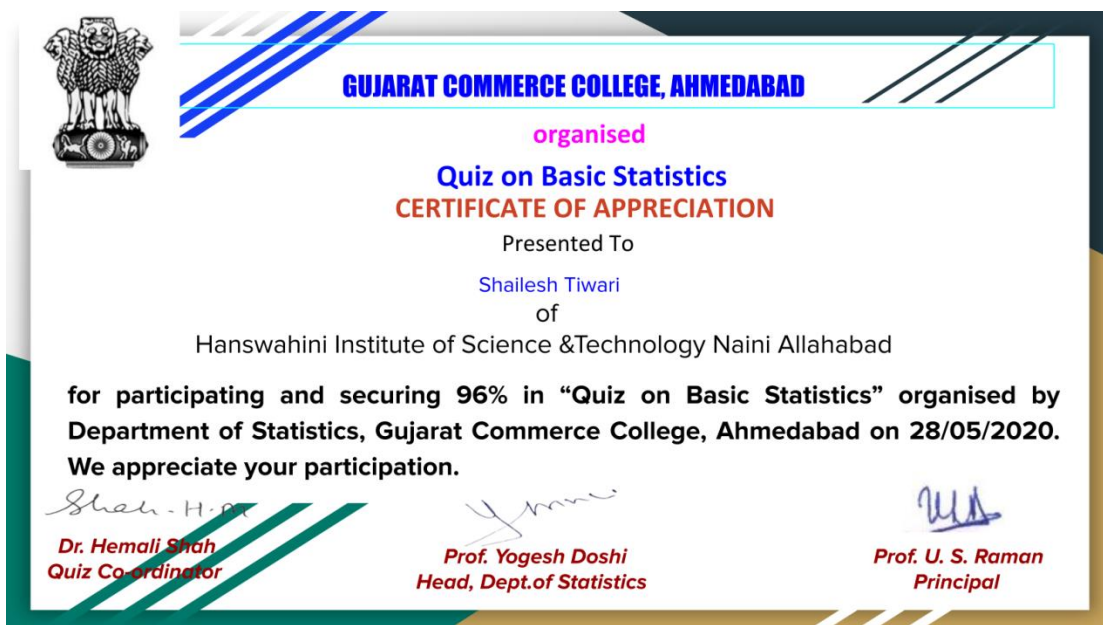 GUJARAT COMMERCE COLLEGE, AHMEDABAD
organised
Quiz on Basic Statistics
CERTIFICATE OF APPRECIATION
Presented To
Shailesh Tiwari
of
Hanswahini Institute of Science &Technology Naini Allahabad
for participating and securing 96% in “Quiz on Basic Statistics” organised by
Department of Statistics, Gujarat Commerce College, Ahmedabad on 28/05/2020.
We appreciate your participation.
Shah-H.M
Dr. Hemali Shah
Quiz Co-ordinator
Prof. Yogesh Doshi
Head, Dept.of Statistics
Prof. U. S. Raman
Principal